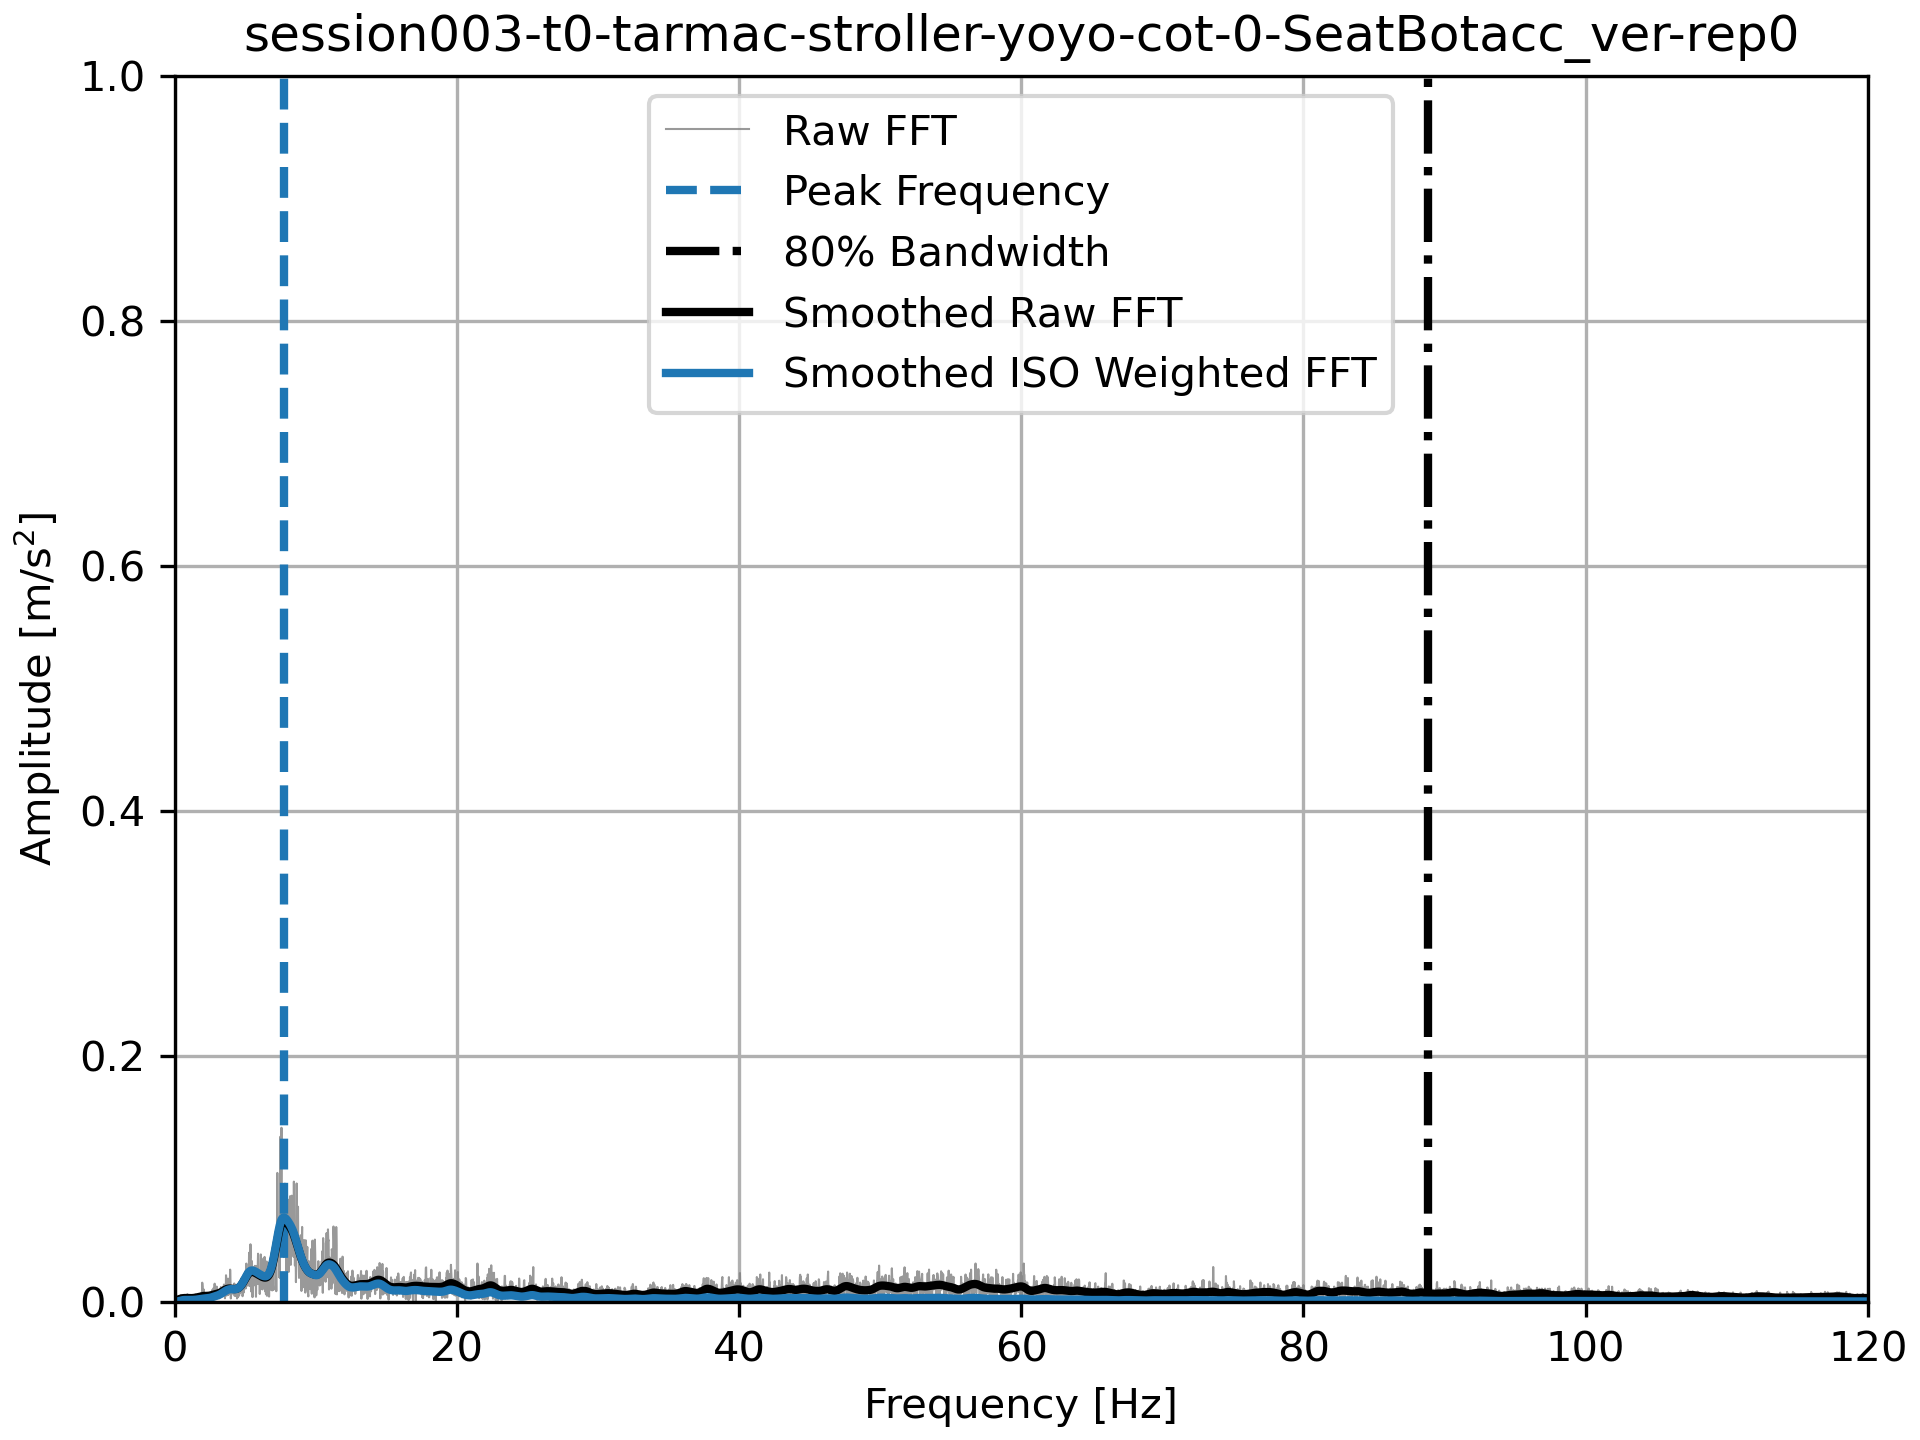 session003-t0-tarmac-stroller-yoyo-cot-0-SeatBotacc_ver-rep0
1.0
0.8
0.6
0.4
0.2
0.0
Amplitude [m/s²]
Raw FFT
Peak Frequency
80% Bandwidth
Smoothed Raw FFT
Smoothed ISO Weighted FFT
0 20 40 60 80 100 120
Frequency [Hz]